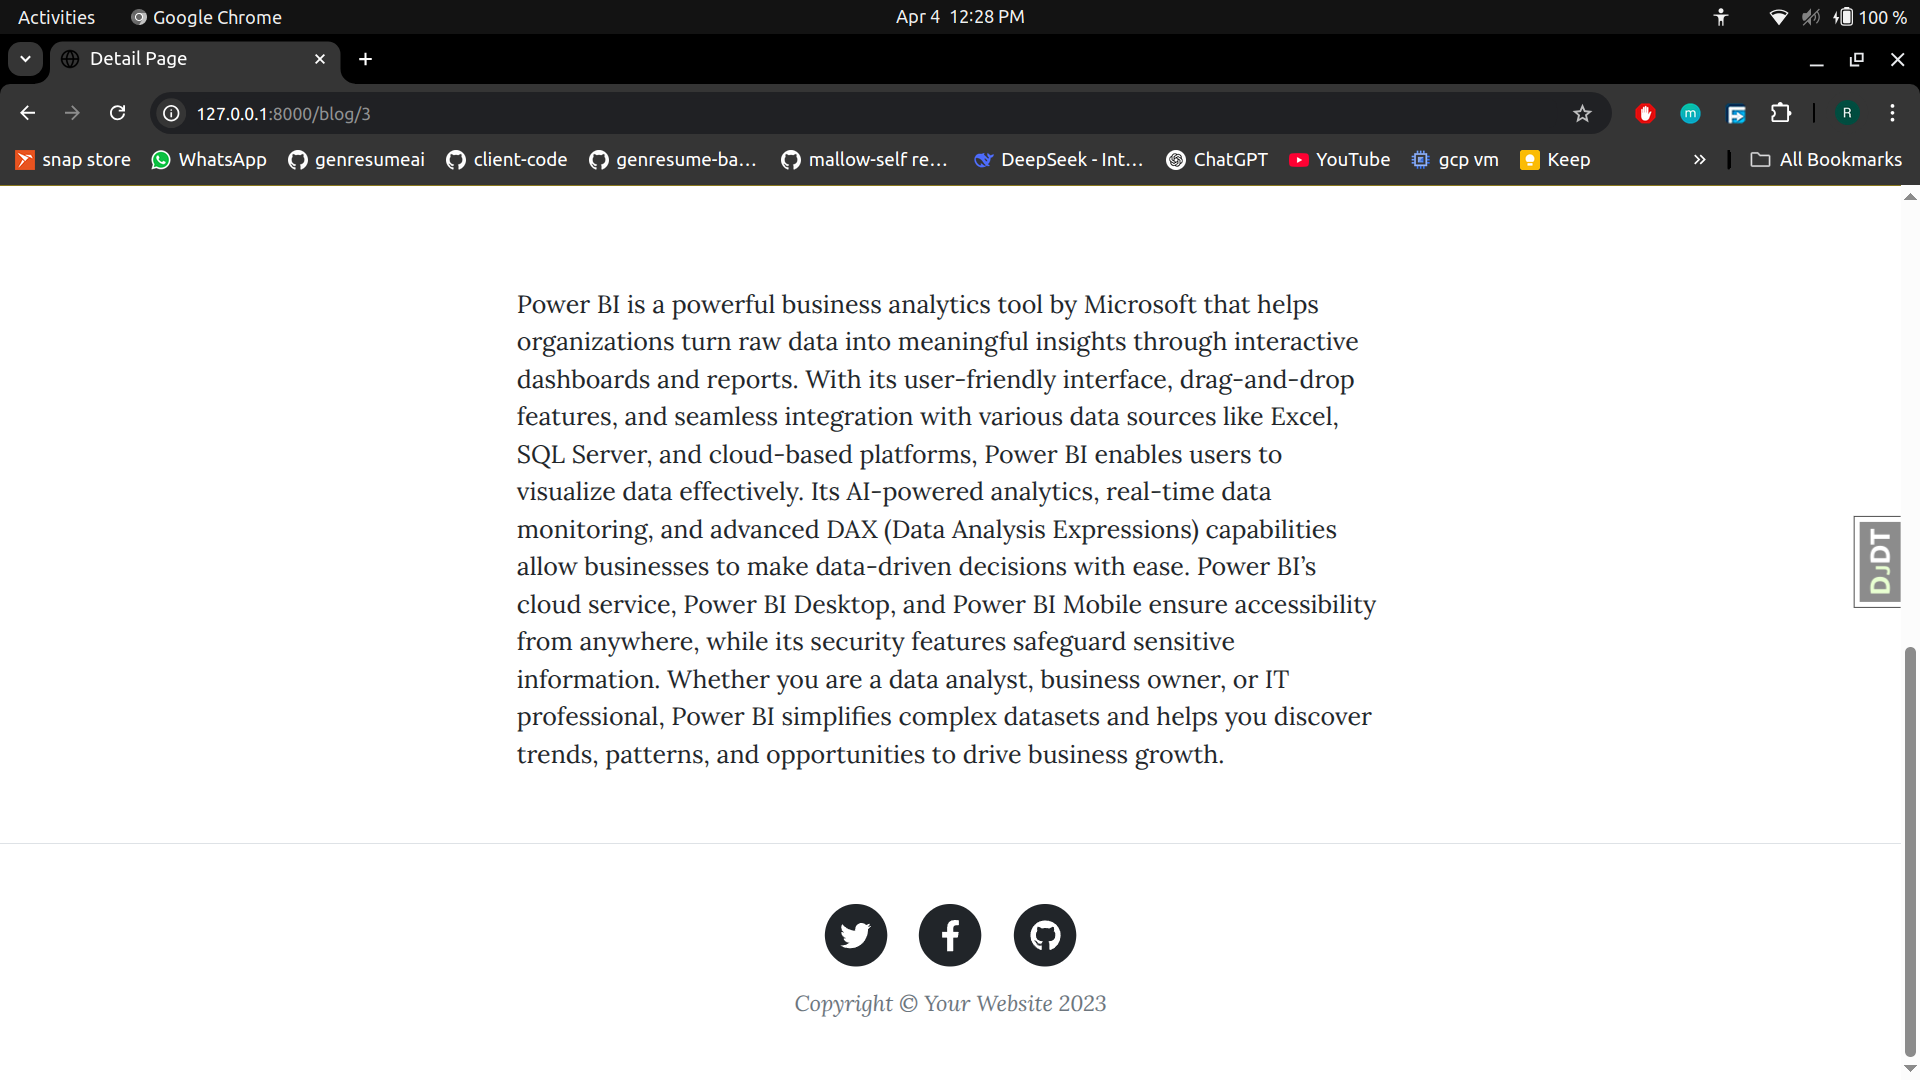 Activities Google Chrome Apr 4 12:28 PM 100 %
Detail Page
127.0.0.1:8000/blog/3 m R
snap store WhatsApp genresumeai client-code genresume-ba... mallow-self re... DeepSeek - Int... ChatGPT YouTube gcp vm Keep » All Bookmarks
Power BI is a powerful business analytics tool by Microsoft that helps
organizations turn raw data into meaningful insights through interactive
dashboards and reports. With its user-friendly interface, drag-and-drop
features, and seamless integration with various data sources like Excel,
SQL Server, and cloud-based platforms, Power BI enables users to
visualize data effectively. Its AI-powered analytics, real-time data
monitoring, and advanced DAX (Data Analysis Expressions) capabilities
allow businesses to make data-driven decisions with ease. Power BI’s
cloud service, Power BI Desktop, and Power BI Mobile ensure accessibility
from anywhere, while its security features safeguard sensitive
information. Whether you are a data analyst, business owner, or IT
professional, Power BI simplifies complex datasets and helps you discover
trends, patterns, and opportunities to drive business growth.
DJDT
Copyright © Your Website 2023